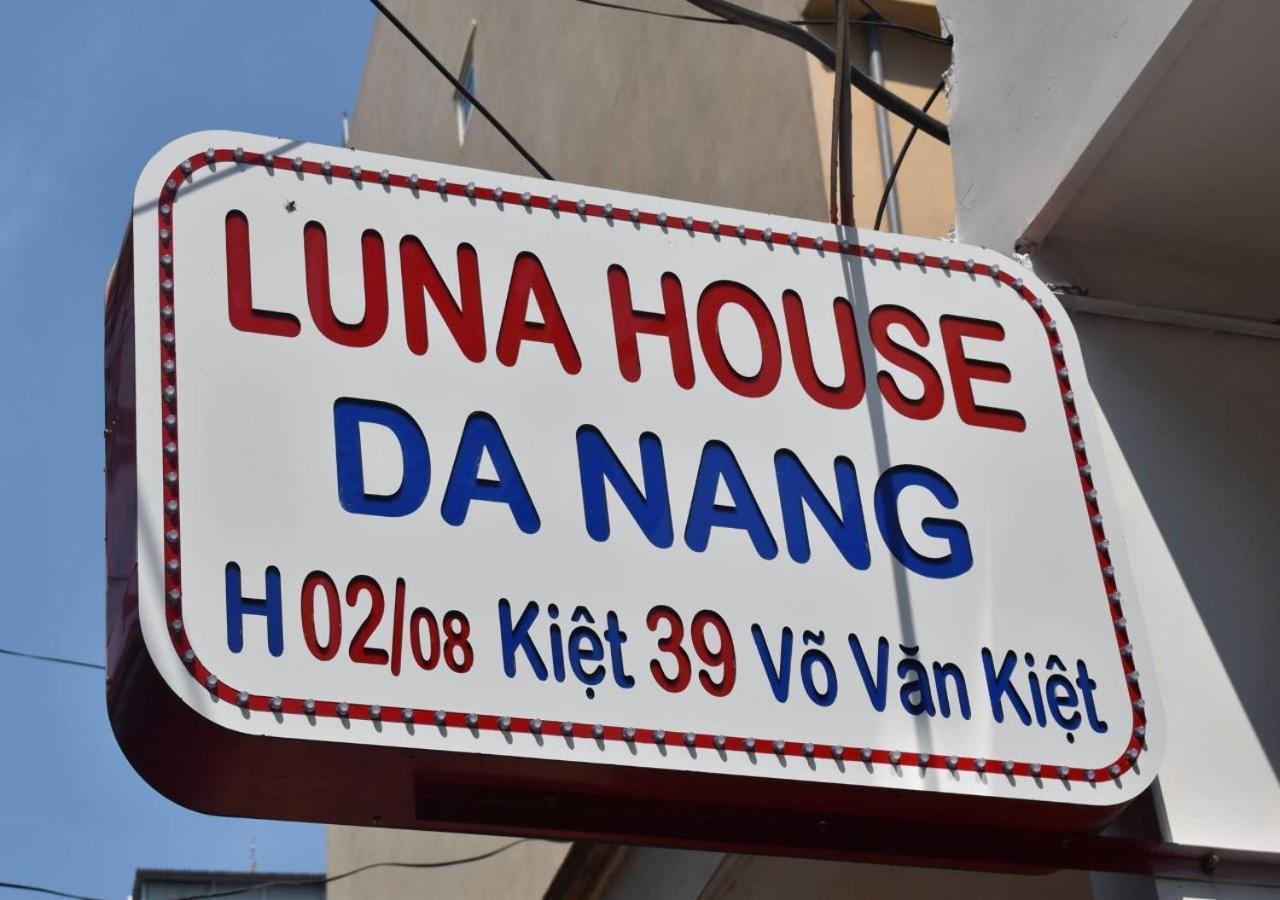 LUNA HOUSE
DA NANG
H 02/08 Kiệt 39 Võ Văn Kiệt